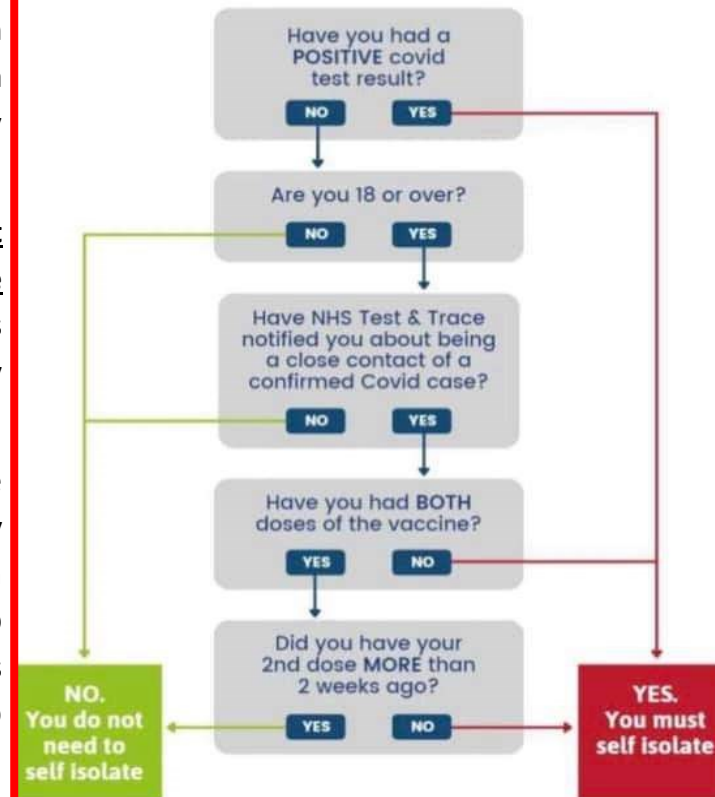 Have you had a
POSITIVE covid
test result?
NO YES
Are you 18 or over?
NO YES
Have NHS Test & Trace
notified you about being
a close contact of a
confirmed Covid case?
NO YES
Have you had BOTH
doses of the vaccine?
YES NO
Did you have your
2nd dose MORE than
2 weeks ago?
YES NO
NO.
You do not
need to
self isolate
YES.
You must
self isolate